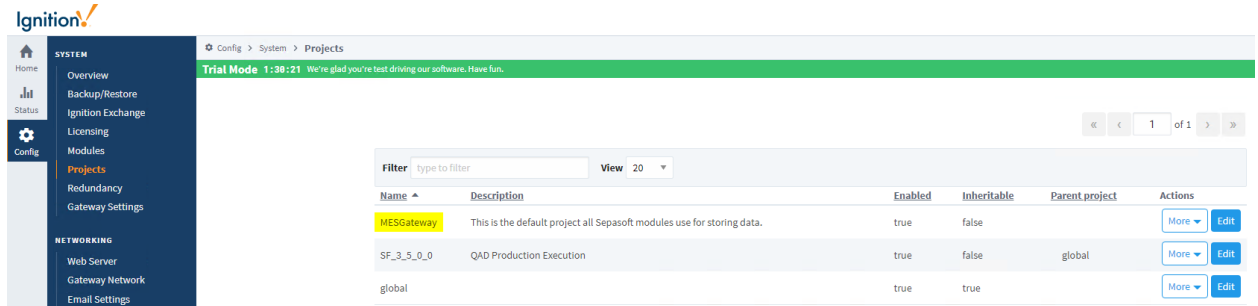 Ignition!
Home
Status
Config
SYSTEM
Overview
Backup/Restore
Ignition Exchange
Licensing
Modules
Projects
Redundancy
Gateway Settings
NETWORKING
Web Server
Gateway Network
Email Settings
Config > System > Projects
Trial Mode 1:30:21 We're glad you're test driving our software. Have fun.
« < 1 of 1 > »
Filter type to filter View 20
Name Description Enabled Inheritable Parent project Actions
MESGateway This is the default project all Sepasoft modules use for storing data. true false More Edit
SF_3_5_0_0 QAD Production Execution true false global More Edit
global true true More Edit